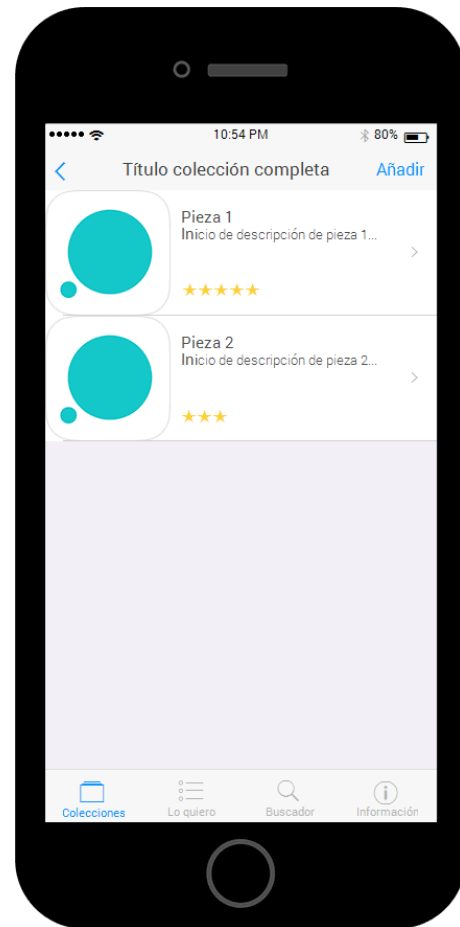 10:54 PM
80%
Título colección completa
Añadir
Pieza 1
Inicio de descripción de pieza 1...
★★★★★
Pieza 2
Inicio de descripción de pieza 2...
★★★
Colecciones
Lo quiero
Buscador
Información